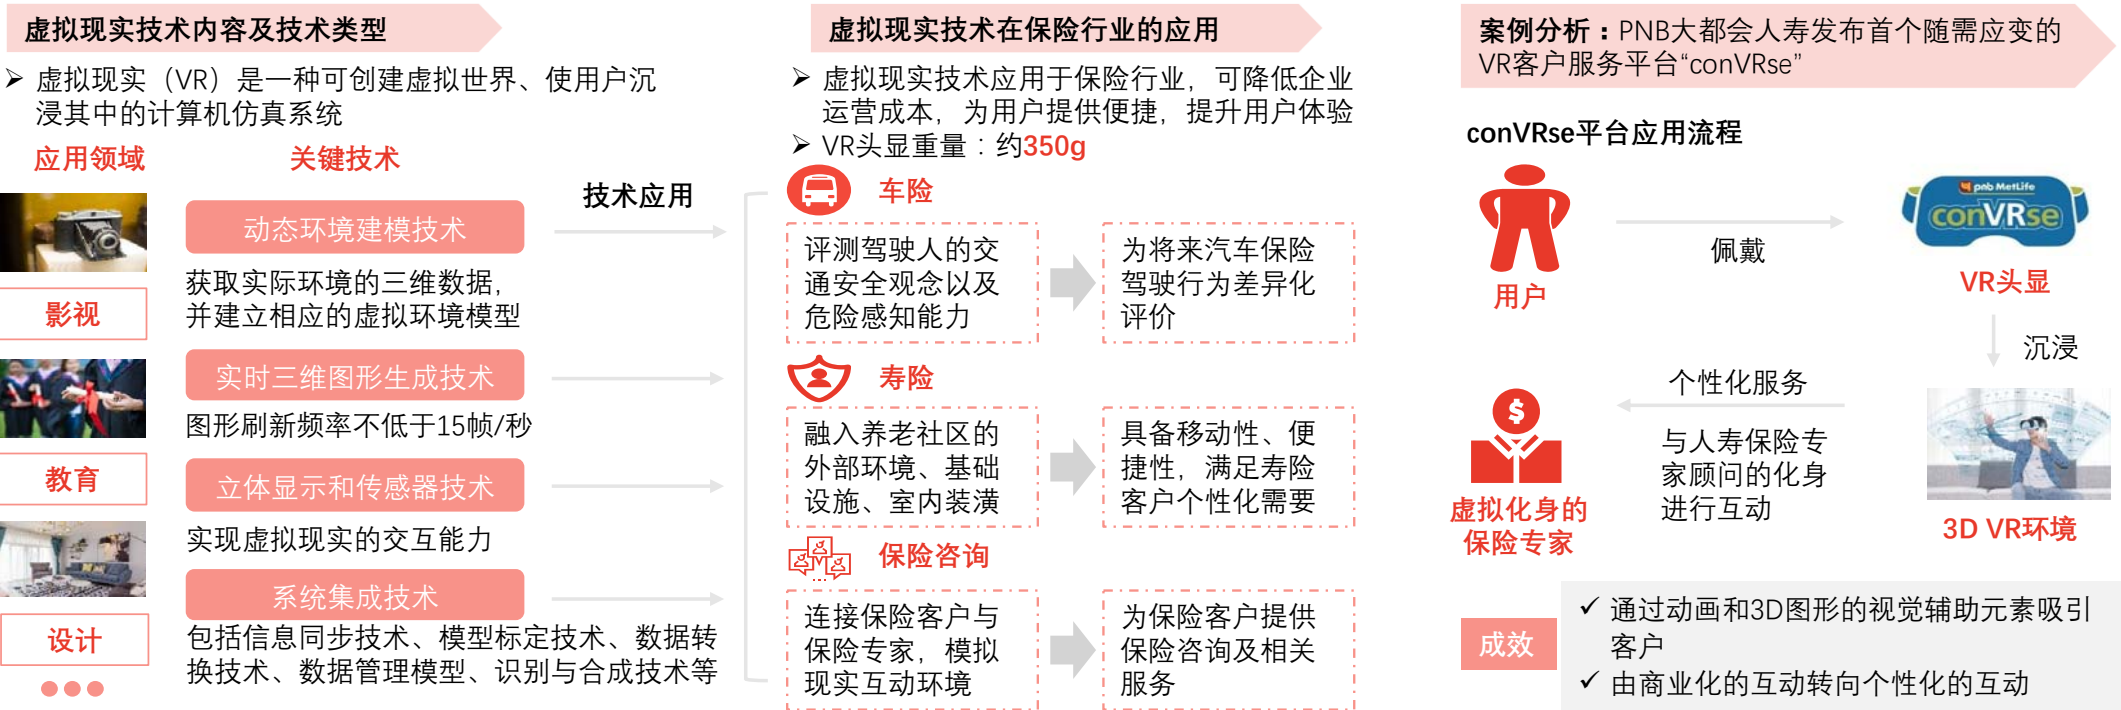 虚拟现实技术内容及技术类型
➢ 虚拟现实（VR）是一种可创建虚拟世界、使用户沉
浸其中的计算机仿真系统
应用领域
关键技术
影视
教育
设计
动态环境建模技术
获取实际环境的三维数据，
并建立相应的虚拟环境模型
实时三维图形生成技术
图形刷新频率不低于15帧/秒
立体显示和传感器技术
实现虚拟现实的交互能力
系统集成技术
包括信息同步技术、模型标定技术、数据转
换技术、数据管理模型、识别与合成技术等
技术应用
虚拟现实技术在保险行业的应用
➢ 虚拟现实技术应用于保险行业，可降低企业
运营成本，为用户提供便捷，提升用户体验
➢ VR头显重量：约350g
车险
评测驾驶人的交
通安全观念以及
危险感知能力
为将来汽车保险
驾驶行为差异化
评价
寿险
融入养老社区的
外部环境、基础
设施、室内装潢
具备移动性、便
捷性，满足寿险
客户个性化需要
保险咨询
连接保险客户与
保险专家，模拟
现实互动环境
为保险客户提供
保险咨询及相关
服务
案例分析：PNB大都会人寿发布首个随需应变的
VR客户服务平台“conVRse”
conVRse平台应用流程
用户
佩戴
pnb MetLife
conVRse
VR头显
沉浸
3D VR环境
个性化服务
与人寿保险专
家顾问的化身
进行互动
$
虚拟化身的
保险专家
成效
✓ 通过动画和3D图形的视觉辅助元素吸引
客户
✓ 由商业化的互动转向个性化的互动